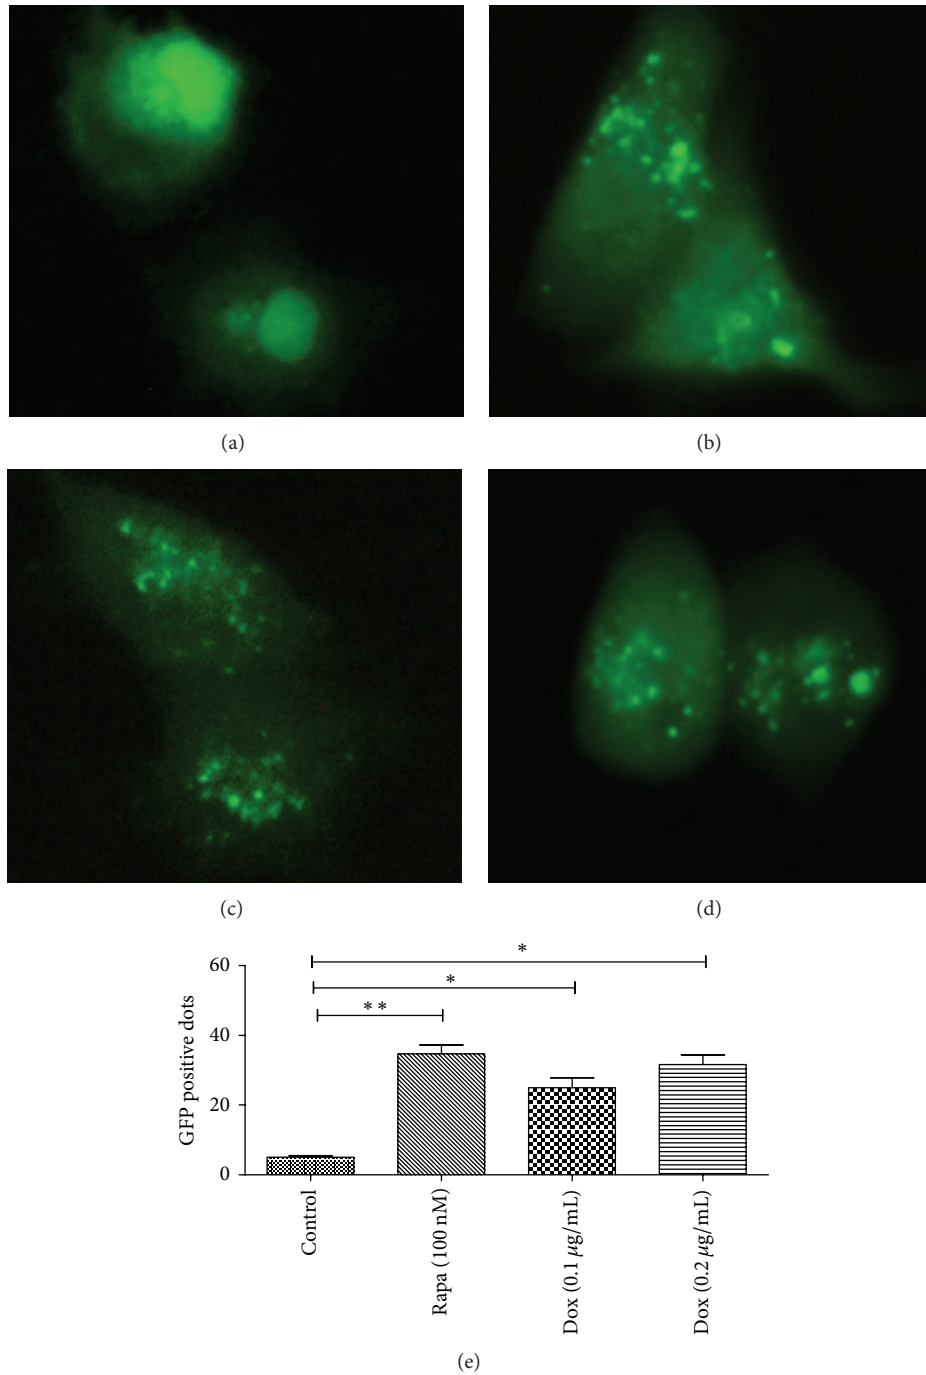 (a)
(b)
(c)
(d)
*
*
**
60
40
20
0
GFP positive dots
Control
Rapa (100 nM)
Dox (0.1 μg/mL)
Dox (0.2 μg/mL)
(e)